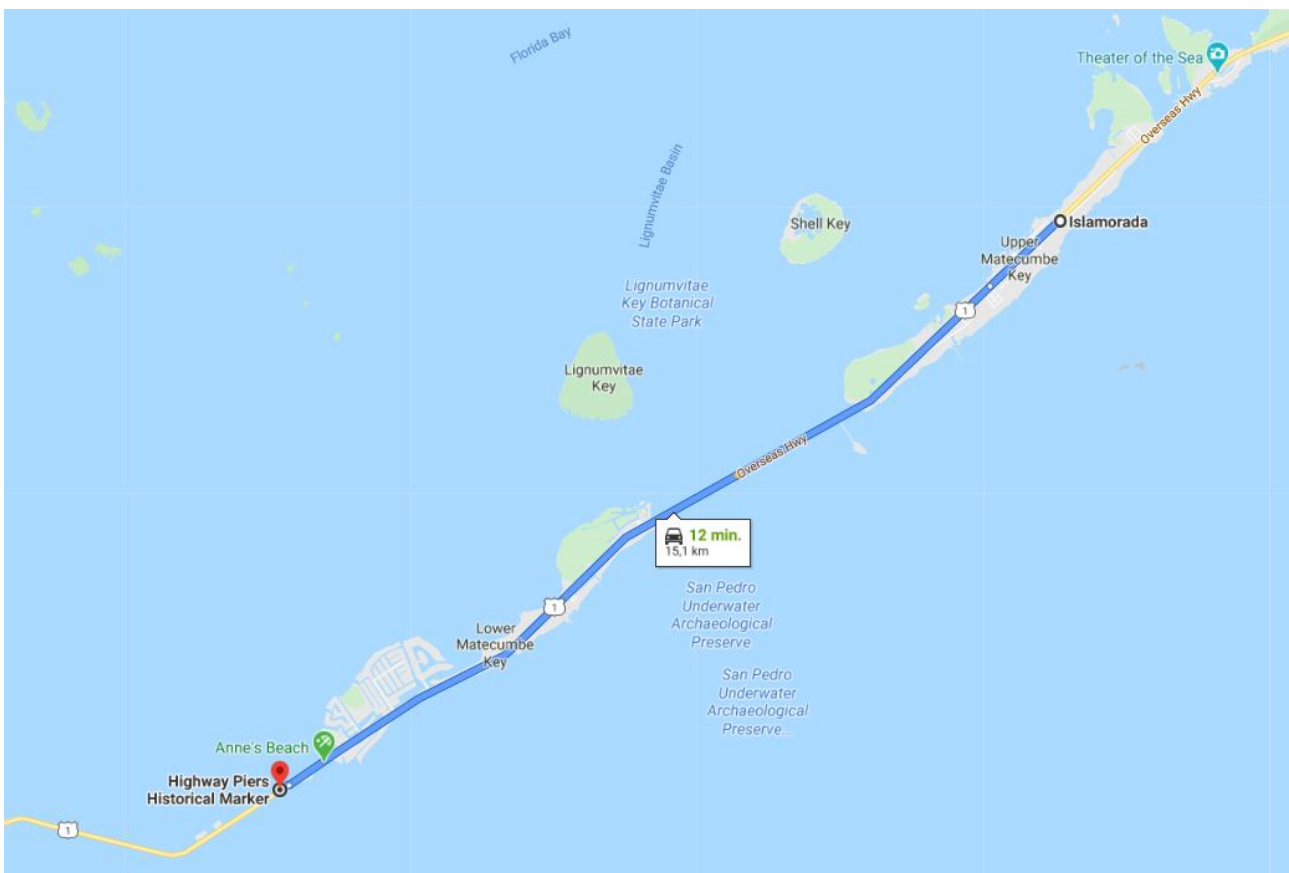 Florida Bay
Theater of the Sea
Overseas Hwy
Lignumvitae Basin
Shell Key
Islamorada
Upper
Matecumbe
Key
Lignumvitae
Key Botanical
State Park
1
Lignumvitae
Key
Overseas Hwy
12 min.
15,1 km
San Pedro
Underwater
Archaeological
Preserve
1
Lower
Matecumbe
Key
San Pedro
Underwater
Archaeological
Preserve...
Anne's Beach
Highway Piers
Historical Marker
1